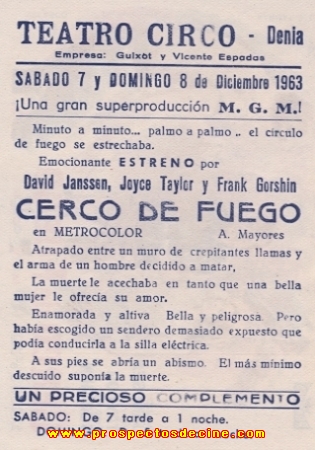 TEATRO CIRCO - Denia
Empresa: Guixot y Vicente Espadas
SABADO 7 y DOMINGO 8 de Diciembre 1963
¡Una gran superproducción M. G. M.!
Minuto a minuto... palmo a palmo .. el circulo
de fuego se estrechaba.
Emocionante ESTRENO por
David Janssen, Joyce Taylor y Frank Gorshin
CERCO DE FUEGO
en METROCOLOR A. Mayores
Atrapado entre un muro de crepitantes llamas y
el arma de un hombre decidido a matar,
La muerte le acechaba en tanto que una bella
mujer le ofrecia su amor.
Enamorada y altiva Bella y peligrosa. Pero
había escogido un sendero demasiado expuesto que
podía conducirla a la silla eléctrica.
A sus pies se abría un abismo. El más mínimo
descuido suponía la muerte.
UN PRECIOSO COMPLEMENTO
SABADO: De 7 tarde a 1 noche.
DOMINGO
www.prospectosdecine.com